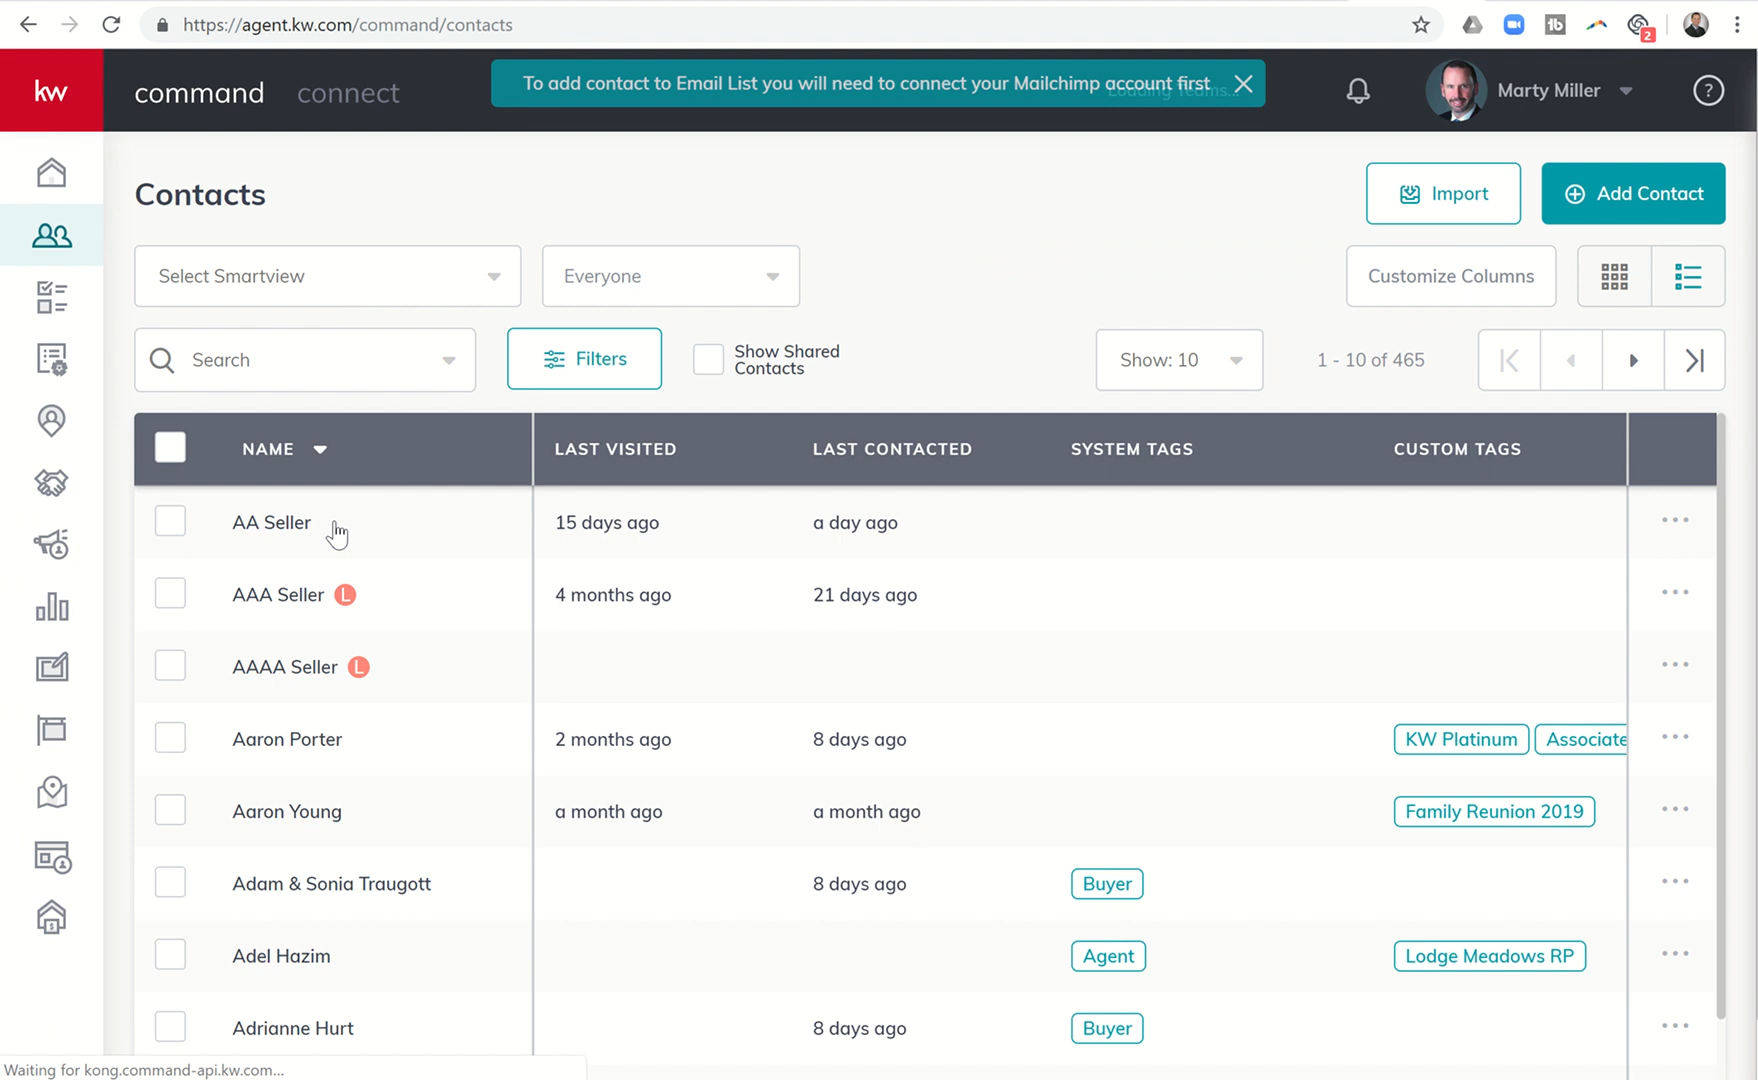 https://agent.kw.com/command/contacts
2
kw
command
connect
To add contact to Email List you will need to connect your Mailchimp account first
Loading Teams...
Marty Miller
?
Contacts
Import
Add Contact
Select Smartview
Everyone
Customize Columns
Search
Filters
Show Shared
Contacts
Show: 10
1 - 10 of 465
NAME
LAST VISITED
LAST CONTACTED
SYSTEM TAGS
CUSTOM TAGS
AA Seller
15 days ago
a day ago
AAA Seller L
4 months ago
21 days ago
AAAA Seller L
Aaron Porter
2 months ago
8 days ago
KW Platinum
Associate
Aaron Young
a month ago
a month ago
Family Reunion 2019
Adam & Sonia Traugott
8 days ago
Buyer
Adel Hazim
Agent
Lodge Meadows RP
Adrianne Hurt
8 days ago
Buyer
Waiting for kong.command-api.kw.com...